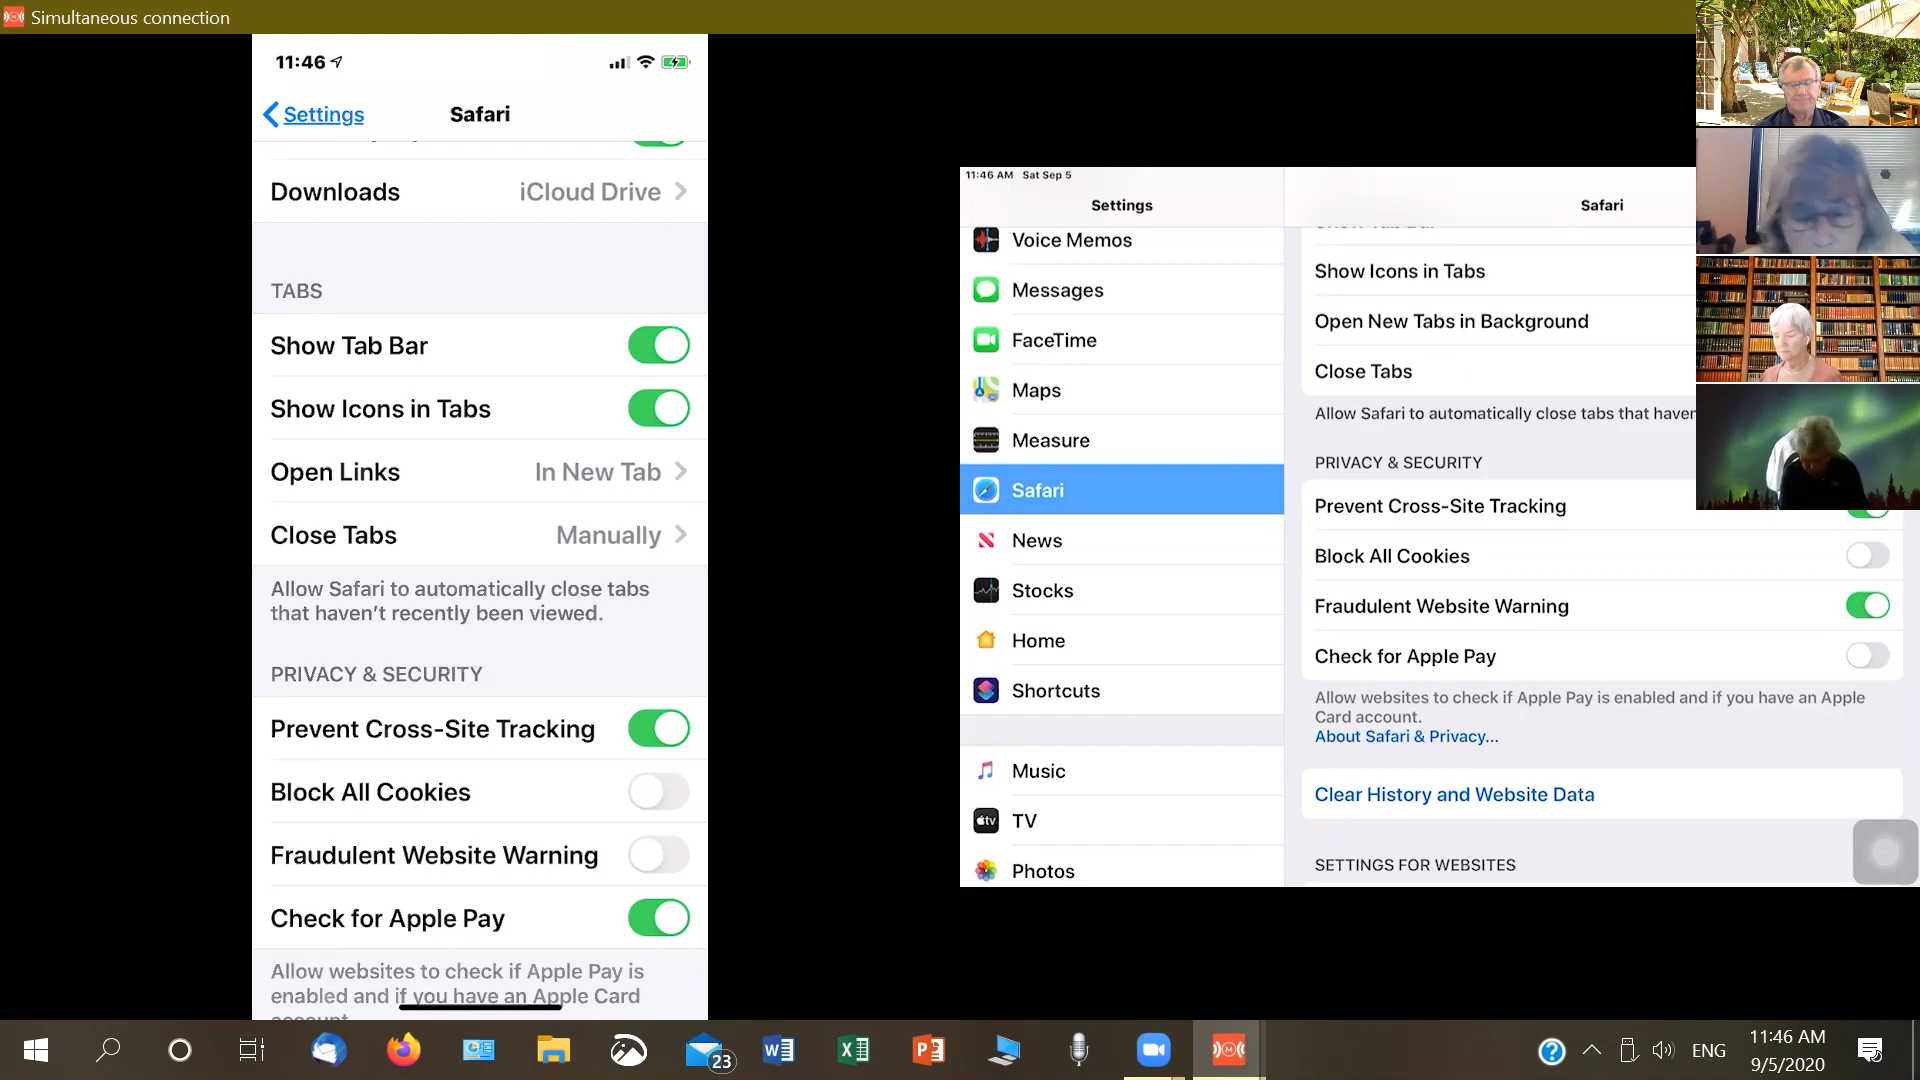 Simultaneous connection
11:46
Settings
Safari
Downloads
iCloud Drive
TABS
Show Tab Bar
Show Icons in Tabs
Open Links
In New Tab
Close Tabs
Manually
Allow Safari to automatically close tabs
that haven't recently been viewed.
PRIVACY & SECURITY
Prevent Cross-Site Tracking
Block All Cookies
Fraudulent Website Warning
Check for Apple Pay
Allow websites to check if Apple Pay is
enabled and if you have an Apple Card
11:46 AM Sat Sep 5
Settings
Voice Memos
Messages
FaceTime
Maps
Measure
Safari
News
Stocks
Home
Shortcuts
Music
tv
TV
Photos
Safari
Show Icons in Tabs
Open New Tabs in Background
Close Tabs
Allow Safari to automatically close tabs that haven
PRIVACY & SECURITY
Prevent Cross-Site Tracking
Block All Cookies
Fraudulent Website Warning
Check for Apple Pay
Allow websites to check if Apple Pay is enabled and if you have an Apple
Card account.
About Safari & Privacy...
Clear History and Website Data
SETTINGS FOR WEBSITES
23
ENG
11:46 AM
9/5/2020